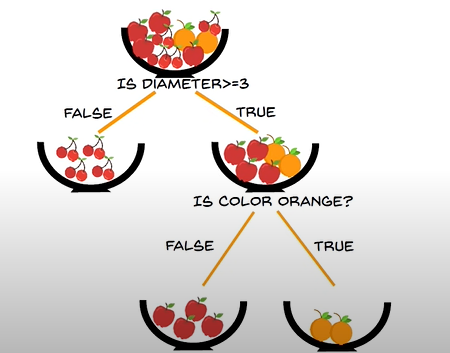 IS DIAMETER>=3
FALSE
TRUE
IS COLOR ORANGE?
FALSE
TRUE